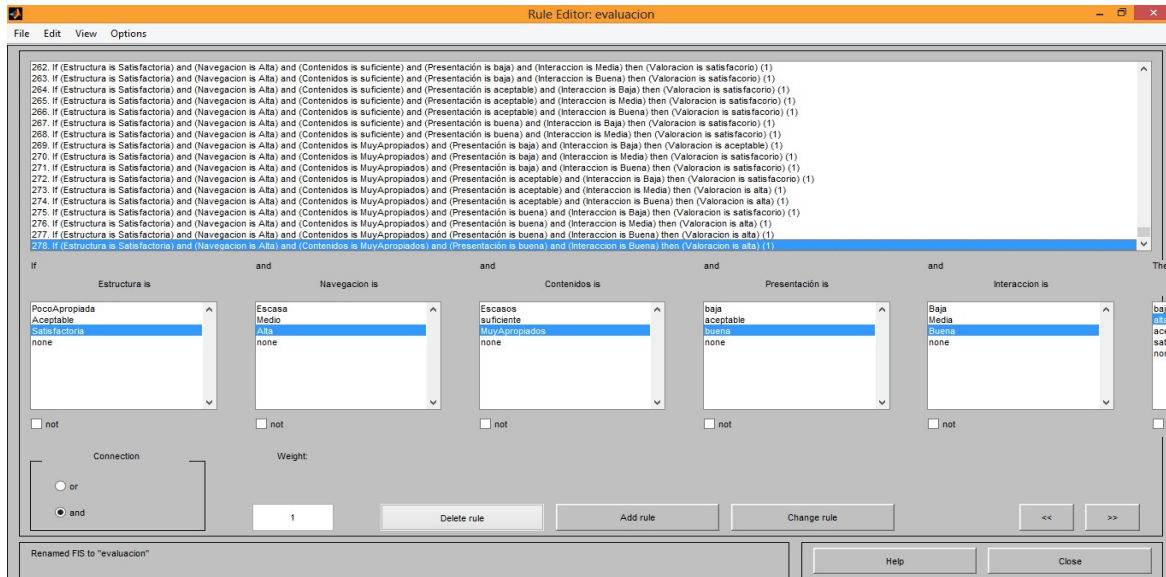 Rule Editor: evaluacion
File Edit View Options
262. If (Estructura is Satisfactoria) and (Navegacion is Alta) and (Contenidos is suficiente) and (Presentación is baja) and (Interaccion is Media) then (Valoracion is satisfacorio) (1)
263. If (Estructura is Satisfactoria) and (Navegacion is Alta) and (Contenidos is suficiente) and (Presentación is baja) and (Interaccion is Buena) then (Valoracion is satisfacorio) (1)
264. If (Estructura is Satisfactoria) and (Navegacion is Alta) and (Contenidos is suficiente) and (Presentación is aceptable) and (Interaccion is Baja) then (Valoracion is satisfacorio) (1)
265. If (Estructura is Satisfactoria) and (Navegacion is Alta) and (Contenidos is suficiente) and (Presentación is aceptable) and (Interaccion is Media) then (Valoracion is satisfacorio) (1)
266. If (Estructura is Satisfactoria) and (Navegacion is Alta) and (Contenidos is suficiente) and (Presentación is aceptable) and (Interaccion is Buena) then (Valoracion is satisfacorio) (1)
267. If (Estructura is Satisfactoria) and (Navegacion is Alta) and (Contenidos is suficiente) and (Presentación is buena) and (Interaccion is Baja) then (Valoracion is satisfacorio) (1)
268. If (Estructura is Satisfactoria) and (Navegacion is Alta) and (Contenidos is suficiente) and (Presentación is buena) and (Interaccion is Media) then (Valoracion is satisfacorio) (1)
269. If (Estructura is Satisfactoria) and (Navegacion is Alta) and (Contenidos is MuyApropiados) and (Presentación is baja) and (Interaccion is Baja) then (Valoracion is aceptable) (1)
270. If (Estructura is Satisfactoria) and (Navegacion is Alta) and (Contenidos is MuyApropiados) and (Presentación is baja) and (Interaccion is Media) then (Valoracion is satisfacorio) (1)
271. If (Estructura is Satisfactoria) and (Navegacion is Alta) and (Contenidos is MuyApropiados) and (Presentación is baja) and (Interaccion is Buena) then (Valoracion is satisfacorio) (1)
272. If (Estructura is Satisfactoria) and (Navegacion is Alta) and (Contenidos is MuyApropiados) and (Presentación is aceptable) and (Interaccion is Baja) then (Valoracion is satisfacorio) (1)
273. If (Estructura is Satisfactoria) and (Navegacion is Alta) and (Contenidos is MuyApropiados) and (Presentación is aceptable) and (Interaccion is Media) then (Valoracion is alta) (1)
274. If (Estructura is Satisfactoria) and (Navegacion is Alta) and (Contenidos is MuyApropiados) and (Presentación is aceptable) and (Interaccion is Buena) then (Valoracion is alta) (1)
275. If (Estructura is Satisfactoria) and (Navegacion is Alta) and (Contenidos is MuyApropiados) and (Presentación is buena) and (Interaccion is Baja) then (Valoracion is satisfacorio) (1)
276. If (Estructura is Satisfactoria) and (Navegacion is Alta) and (Contenidos is MuyApropiados) and (Presentación is buena) and (Interaccion is Media) then (Valoracion is alta) (1)
277. If (Estructura is Satisfactoria) and (Navegacion is Alta) and (Contenidos is MuyApropiados) and (Presentación is buena) and (Interaccion is Buena) then (Valoracion is alta) (1)
278. If (Estructura is Satisfactoria) and (Navegacion is Alta) and (Contenidos is MuyApropiados) and (Presentación is buena) and (Interaccion is Buena) then (Valoracion is alta) (1)
If and and and and The
Estructura is Navegacion is Contenidos is Presentación is Interaccion is
PocoApropiada Escasa Escasos baja Baja baj
Aceptable Medio suficiente aceptable Media alta
Satisfactoria Alta MuyApropiados buena Buena ace
none none none none none sat
non
not not not not not
Connection Weight:
or
and
1 Delete rule Add rule Change rule << >>
Renamed FIS to "evaluacion" Help Close